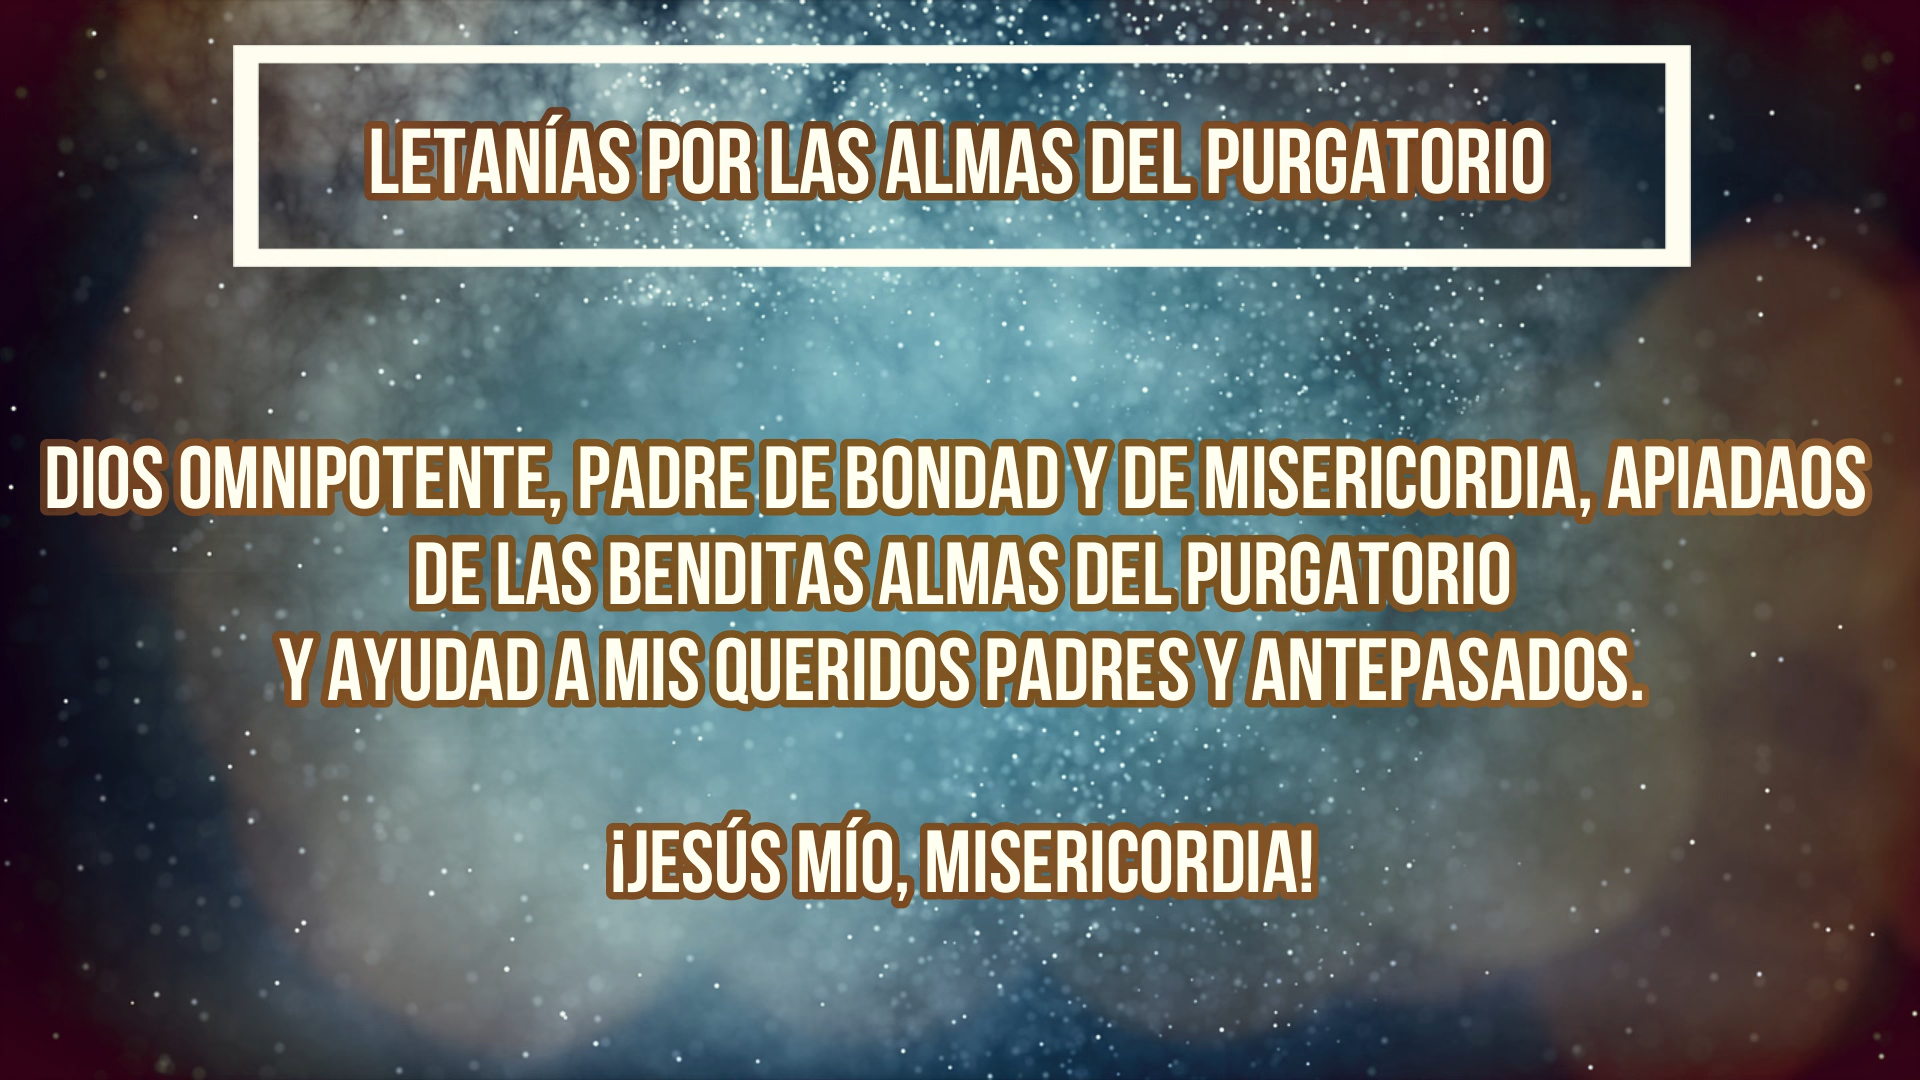 LETANÍAS POR LAS ALMAS DEL PURGATORIO
DIOS OMNIPOTENTE, PADRE DE BONDAD Y DE MISERICORDIA, APIADAOS
DE LAS BENDITAS ALMAS DEL PURGATORIO
Y AYUDAD A MIS QUERIDOS PADRES Y ANTEPASADOS.
¡JESÚS MÍO, MISERICORDIA!